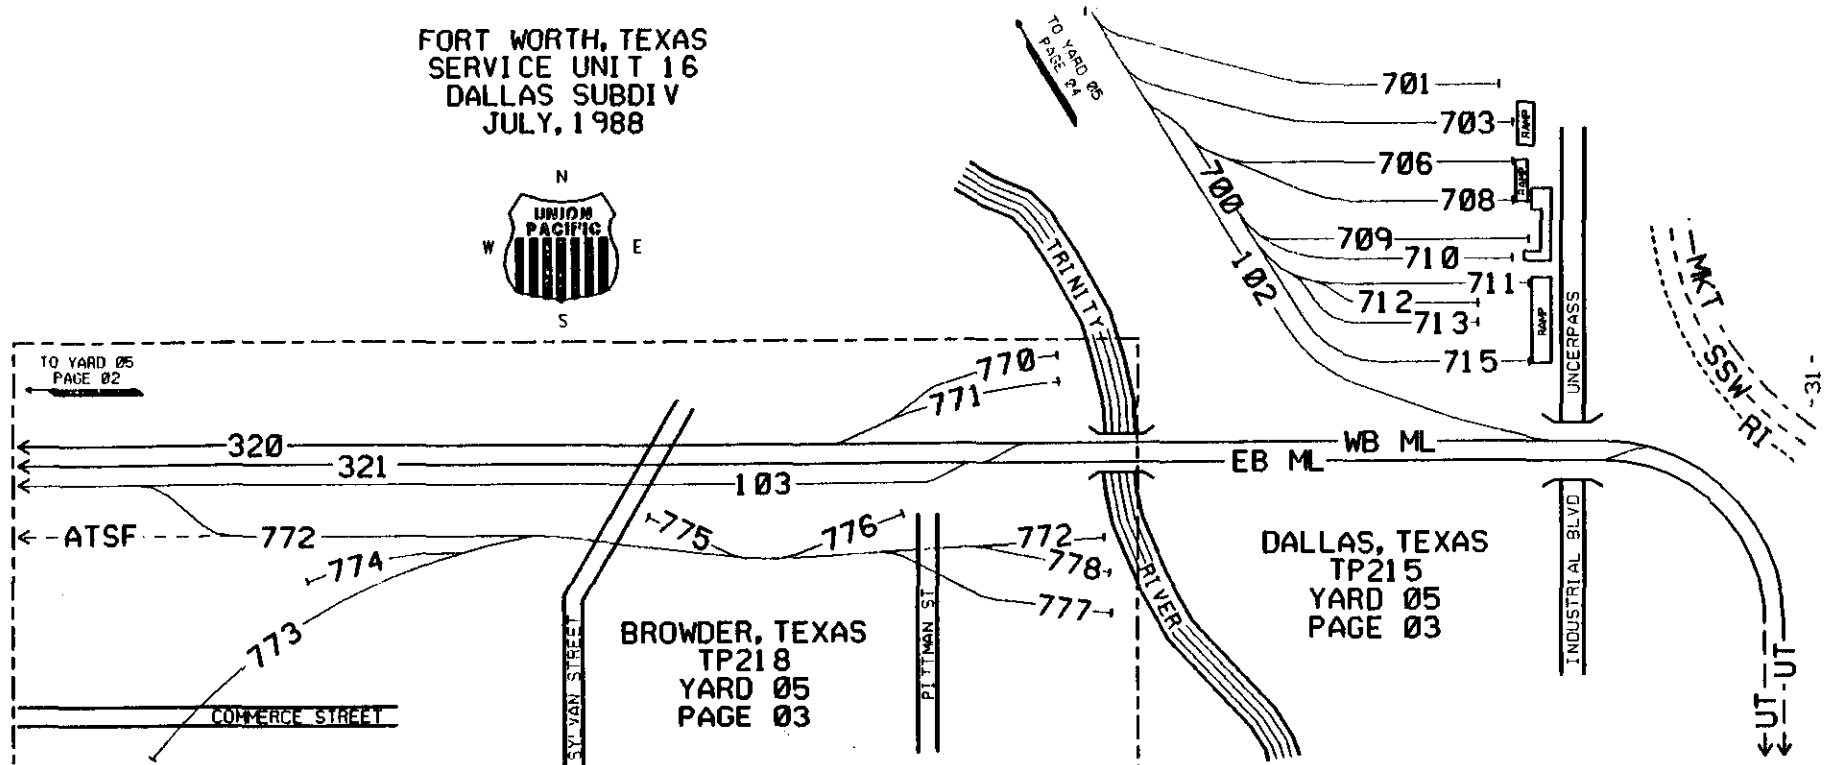 FORT WORTH, TEXAS
SERVICE UNIT 16
DALLAS SUBDIV
JULY, 1988
N
W
E
S
UNION
PACIFIC
TO YARD 05
PAGE 04
701
703
RAMP
706
RAMP
708
700
709
710
102
711
712
713
RAMP
715
UNCERPASS
MKT
SSW
RI
-31-
TRINITY
TO YARD 05
PAGE 02
770
771
320
321
103
WB ML
EB ML
ATSF
772
774
773
775
776
772
778
777
RIVER
SYLVAN STREET
PITTMAN ST
INDUSTRIAL BLVD
COMMERCE STREET
BROWDER, TEXAS
TP218
YARD 05
PAGE 03
DALLAS, TEXAS
TP215
YARD 05
PAGE 03
UT
UT